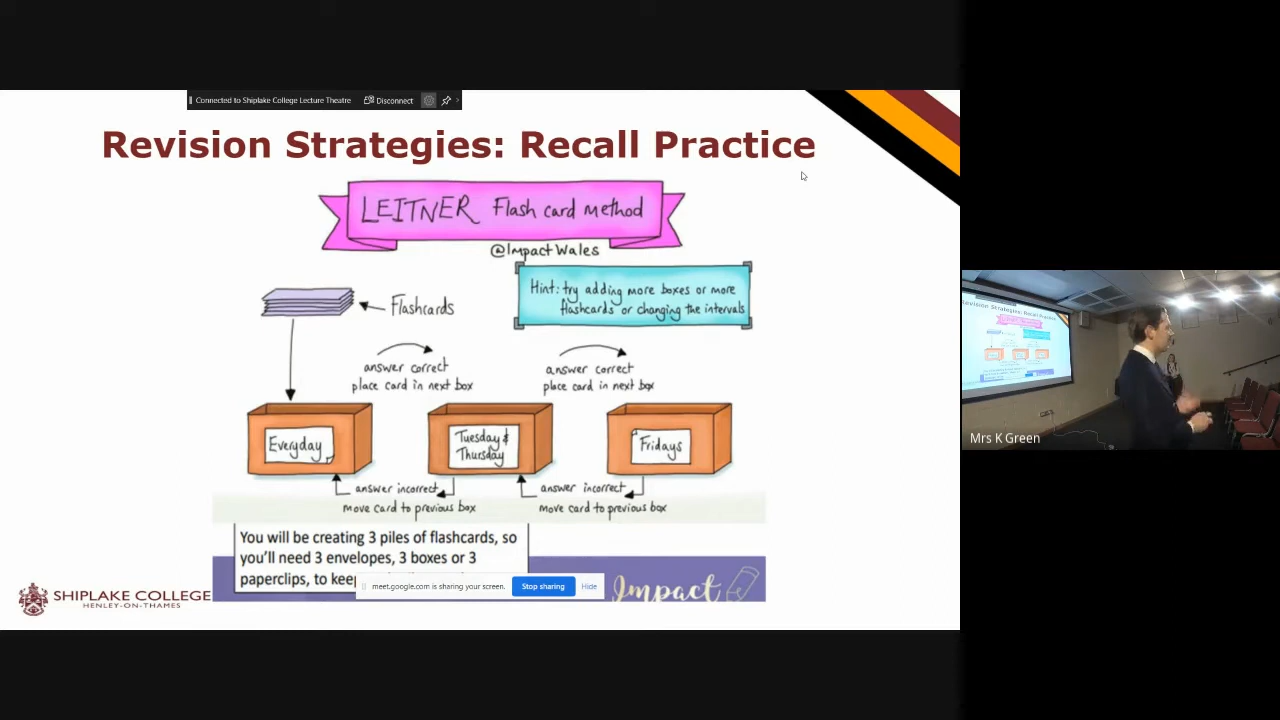 Connected to Shiplake College Lecture Theatre Disconnect
Revision Strategies: Recall Practice
LEITNER Flash card method
@ImpactWales
Hint: try adding more boxes or more
flashcards or changing the intervals
Flashcards
answer correct
place card in next box
answer correct
place card in next box
Everyday
Tuesday &
Thursday
Fridays
answer incorrect
move card to previous box
answer incorrect
move card to previous box
You will be creating 3 piles of flashcards, so
you'll need 3 envelopes, 3 boxes or 3
paperclips, to keep
meet.google.com is sharing your screen. Stop sharing Hide
Impact
SHIPLAKE COLLEGE
HENLEY-ON-THAMES
Revision Strategies: Recall Practice
Mrs K Green